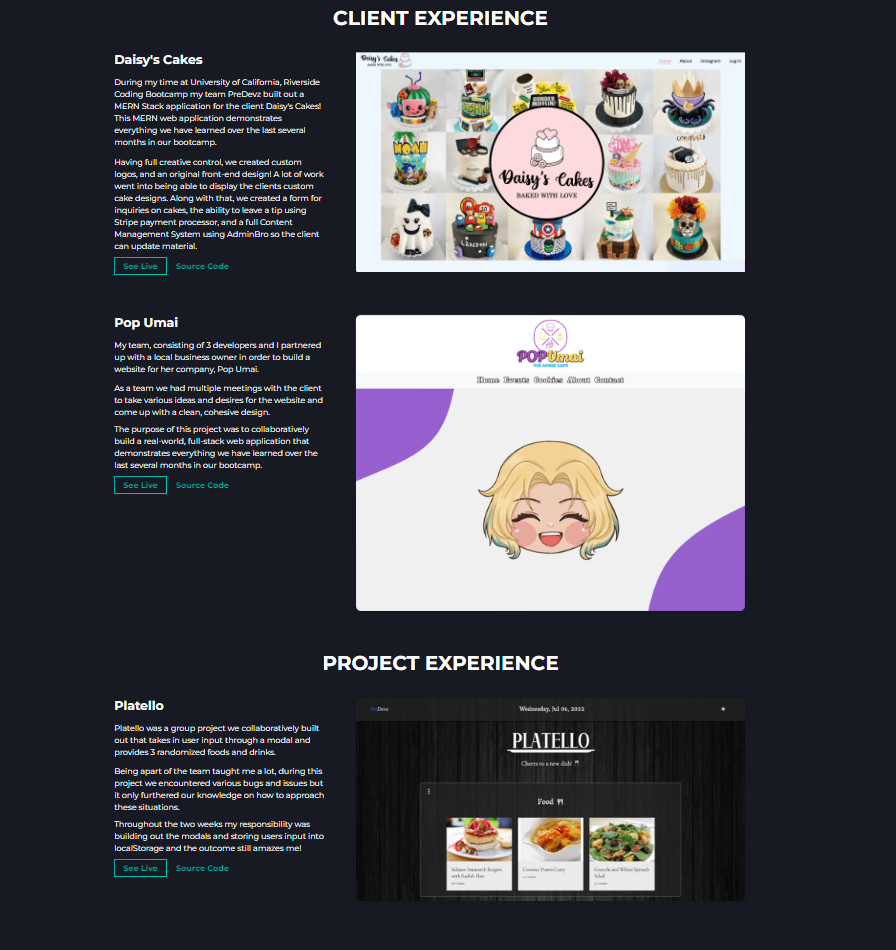 CLIENT EXPERIENCE
Daisy's Cakes
During my time at University of California, Riverside
Coding Bootcamp my team PreDevz built out a
MERN Stack application for the client Daisy's Cakes!
This MERN web application demonstrates
everything we have learned over the last several
months in our bootcamp.
Having full creative control, we created custom
logos, and an original front-end design! A lot of work
went into being able to display the clients custom
cake designs. Along with that, we created a form for
inquiries on cakes, the ability to leave a tip using
Stripe payment processor, and a full Content
Management System using AdminBro so the client
can update material.
See Live Source Code
Daisy's Cakes
BAKED WITH LOVE
Home About Instagram Log In
NOAH
CONGRATS
Daisy's Cakes
BAKED WITH LOVE
LANDON
Pop Umai
My team, consisting of 3 developers and I partnered
up with a local business owner in order to build a
website for her company, Pop Umai.
As a team we had multiple meetings with the client
to take various ideas and desires for the website and
come up with a clean, cohesive design.
The purpose of this project was to collaboratively
build a real-world, full-stack web application that
demonstrates everything we have learned over the
last several months in our bootcamp.
See Live Source Code
POP Umai
THE ANIME CAFE
Home Events Cookies About Contact
PROJECT EXPERIENCE
Platello
Platello was a group project we collaboratively built
out that takes in user input through a modal and
provides 3 randomized foods and drinks.
Being apart of the team taught me a lot, during this
project we encountered various bugs and issues but
it only furthered our knowledge on how to approach
these situations.
Throughout the two weeks my responsibility was
building out the modals and storing users input into
localStorage and the outcome still amazes me!
See Live Source Code
PreDevz
Wednesday, Jul 06, 2022
PLATELLO
Cheers to a new dish!
Food
Salmon Amaranth Burgers
with Radish Slaw
Coconut Prawn Curry
Gnocchi and Wilted Spinach
Salad